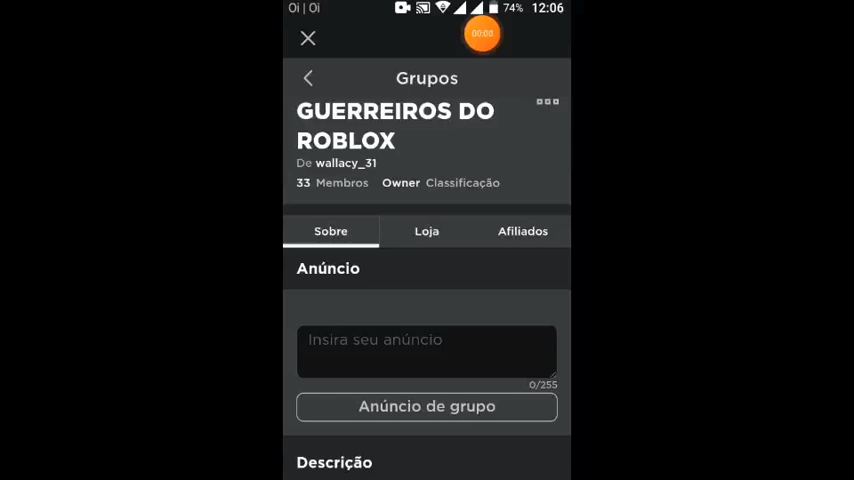 Oi | Oi 74% 12:06
00:00
Grupos
GUERREIROS DO
ROBLOX
De wallacy_31
33 Membros Owner Classificação
Sobre Loja Afiliados
Anúncio
Insira seu anúncio
0/255
Anúncio de grupo
Descrição